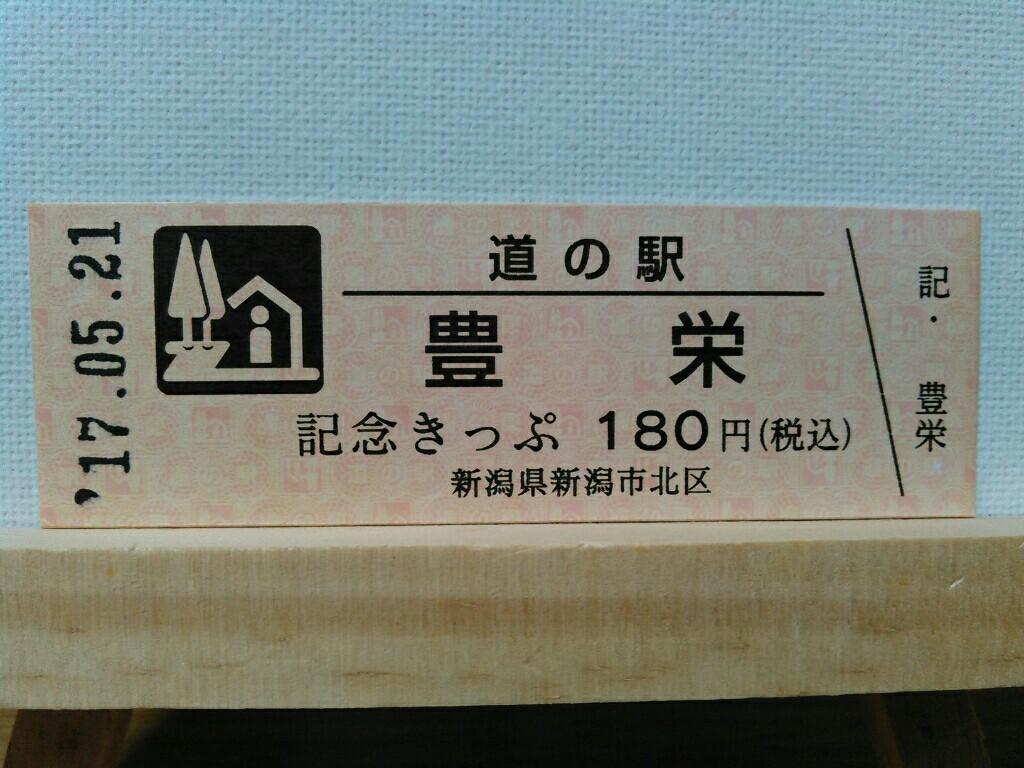 '17.05.21
道の駅
豊栄
記念きっぷ 180円(税込)
新潟県新潟市北区
記・豊栄